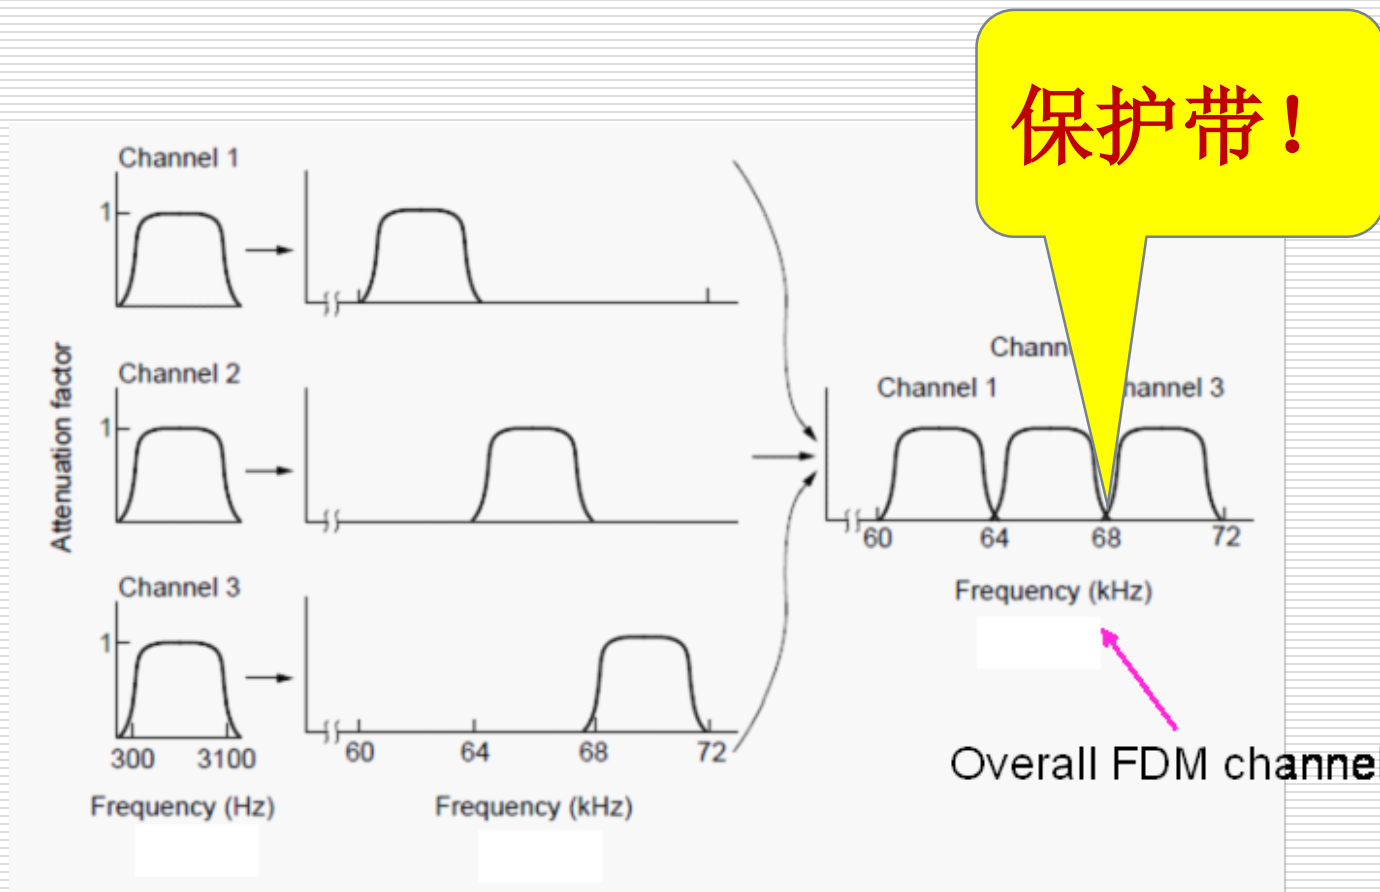 保护带！
Channel 1
1
Channel 2
1
Attenuation factor
Channel 3
1
300 3100
Frequency (Hz)
60 64 68 72
Frequency (kHz)
Channel 1
60 64 68 72
Frequency (kHz)
Overall FDM